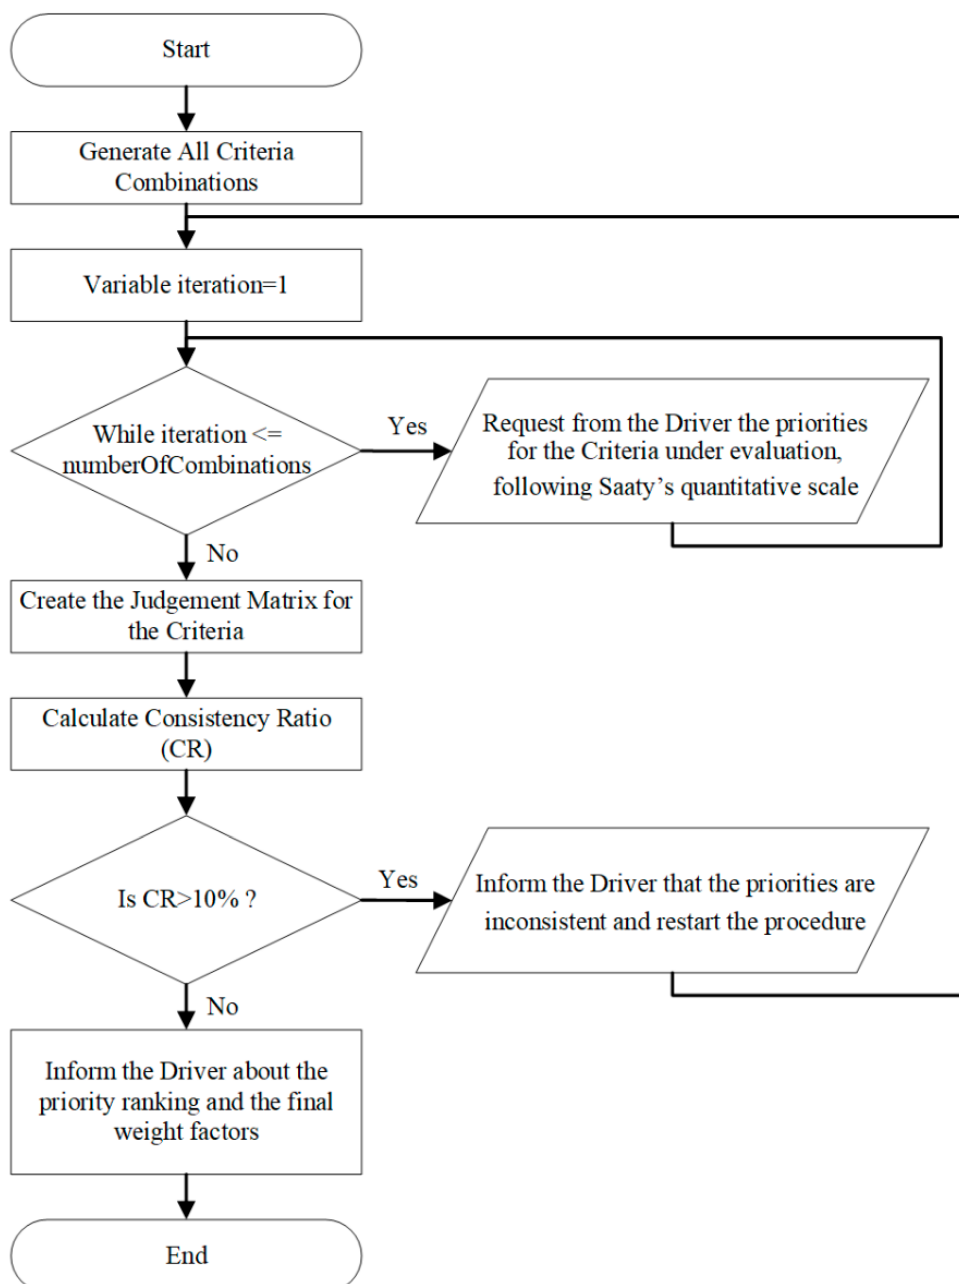 Start
Generate All Criteria
Combinations
Variable iteration=1
While iteration <=
numberOfCombinations
Yes
Request from the Driver the priorities
for the Criteria under evaluation,
following Saaty’s quantitative scale
No
Create the Judgement Matrix for
the Criteria
Calculate Consistency Ratio
(CR)
Is CR>10% ?
Yes
Inform the Driver that the priorities are
inconsistent and restart the procedure
No
Inform the Driver about the
priority ranking and the final
weight factors
End